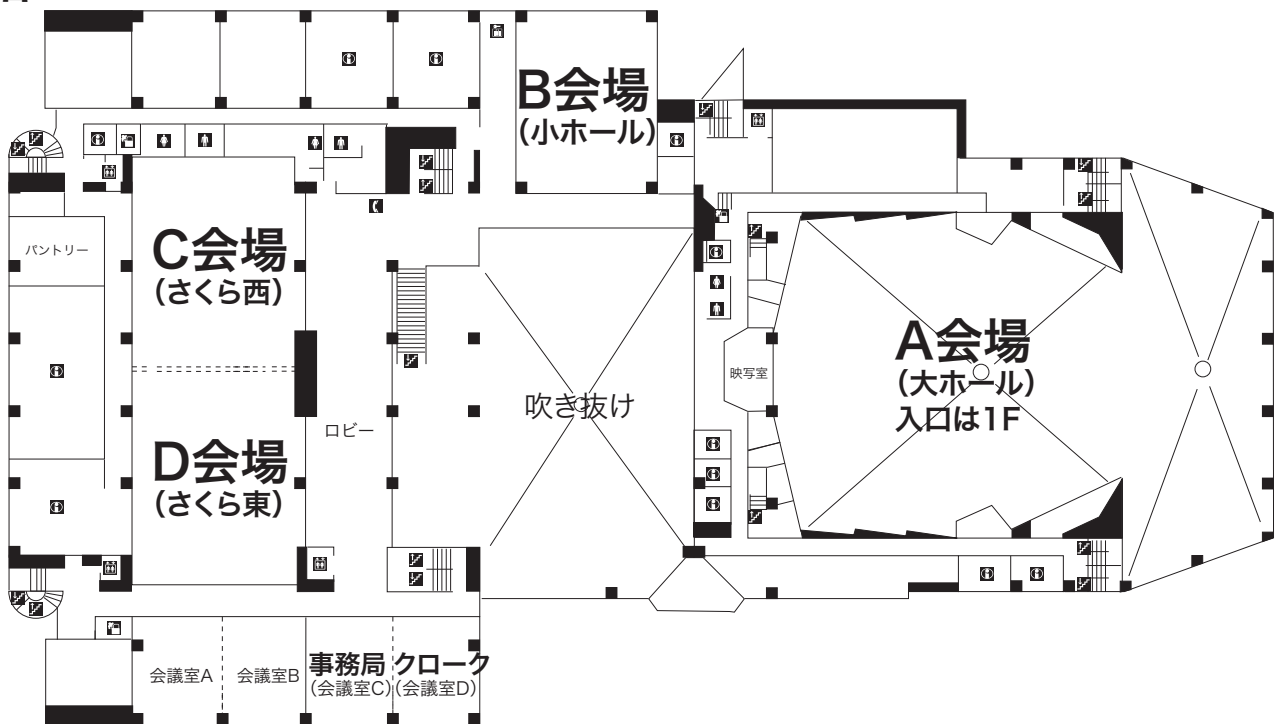 B会場
(小ホール)
パントリー
C会場
(さくら西)
A会場
(大ホール)
入口は1F
映写室
吹き抜け
ロビー
D会場
(さくら東)
会議室A
会議室B
事務局
(会議室C)
クローク
(会議室D)